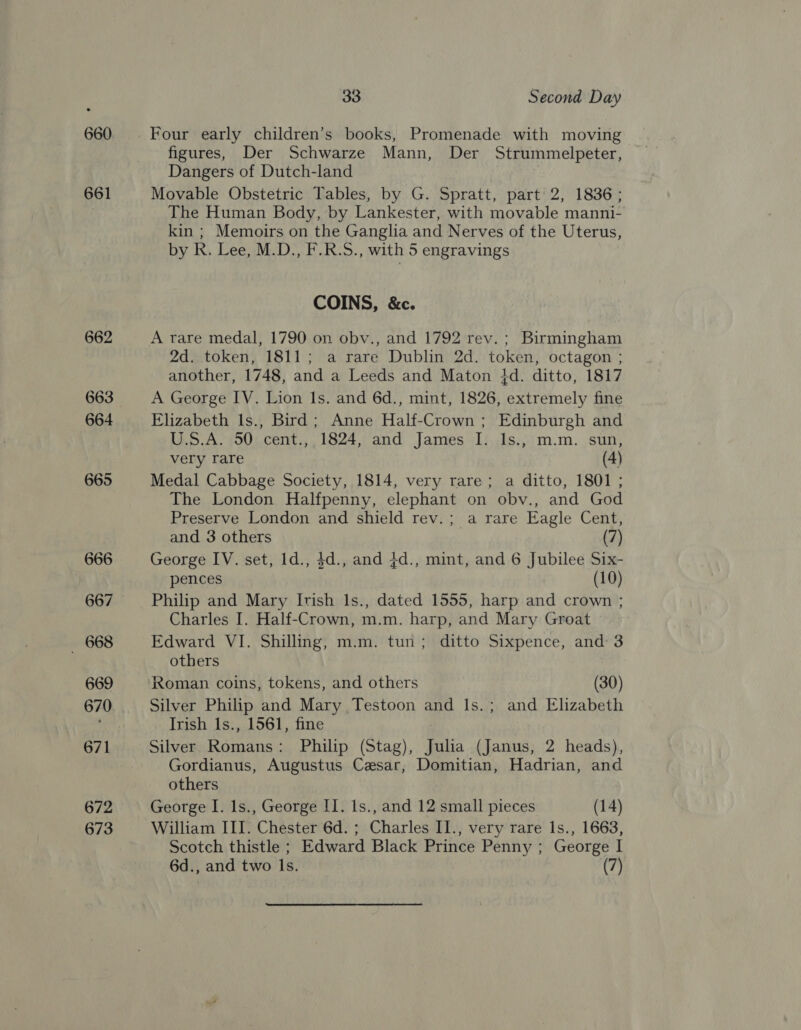 33 Second Day
660 Four early children's books, Promenade with moving
figures, Der Schwarze Mann, Der Strummelpeter,
Dangers of Dutch-land
661 Movable Obstetric Tables, by G. Spratt, part 2, 1836 ;
The Human Body, by Lankester, with movable manni-
kin ; Memoirs on the Ganglia and Nerves of the Uterus,
by R. Lee, M.D., F.R.S., with 5 engravings
COINS, &c.
662 A rare medal, 1790 on obv., and 1792 rev. ; Birmingham
2d. token, 1811 ; a rare Dublin 2d. token, octagon ;
another, 1748, and a Leeds and Maton ¼d. ditto, 1817
663 A George IV. Lion 1s. and 6d., mint, 1826, extremely fine
664 Elizabeth 1s., Bird ; Anne Half-Crown ; Edinburgh and
U.S.A. 50 cent., 1824, and James I. 1s., m.m. sun,
very rare (4)
665 Medal Cabbage Society, 1814, very rare ; a ditto, 1801 ;
The London Halfpenny, elephant on obv., and God
Preserve London and shield rev. ; a rare Eagle Cent,
and 3 others (7)
666 George IV. set, 1d., ½d., and ¼d., mint, and 6 Jubilee Six-
pences (10)
667 Philip and Mary Irish 1s., dated 1555, harp and crown ;
Charles I. Half-Crown, m.m. harp, and Mary Groat
668 Edward VI. Shilling, m.m. tun ; ditto Sixpence, and 3
others
669 Roman coins, tokens, and others (30)
670 Silver Philip and Mary Testoon and 1s. ; and Elizabeth
Irish 1s., 1561, fine
671 Silver Romans : Philip (Stag), Julia (Janus, 2 heads),
Gordianus, Augustus Cæsar, Domitian, Hadrian, and
others
672 George I. 1s., George II. 1s., and 12 small pieces (14)
673 William III. Chester 6d. ; Charles II., very rare 1s., 1663,
Scotch thistle ; Edward Black Prince Penny ; George I
6d., and two 1s. (7)